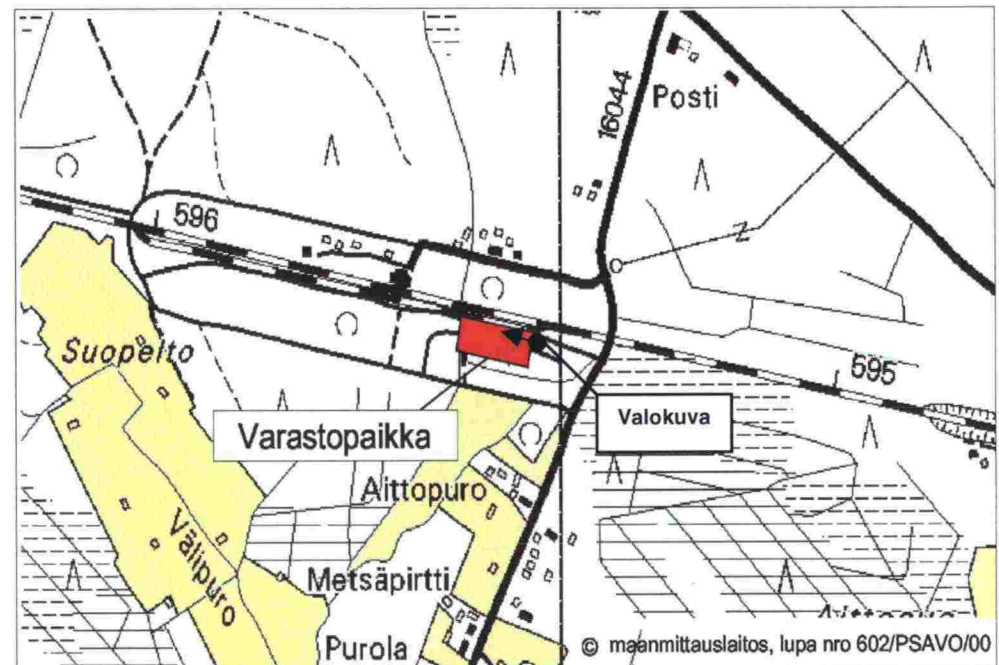 Posti
16044
596
595
Suopelto
Valokuva
Varastopaikka
Aittopuro
Välipuro
Metsäpirtti
Purola
© maanmittauslaitos, lupa nro 602/PSAVO/00